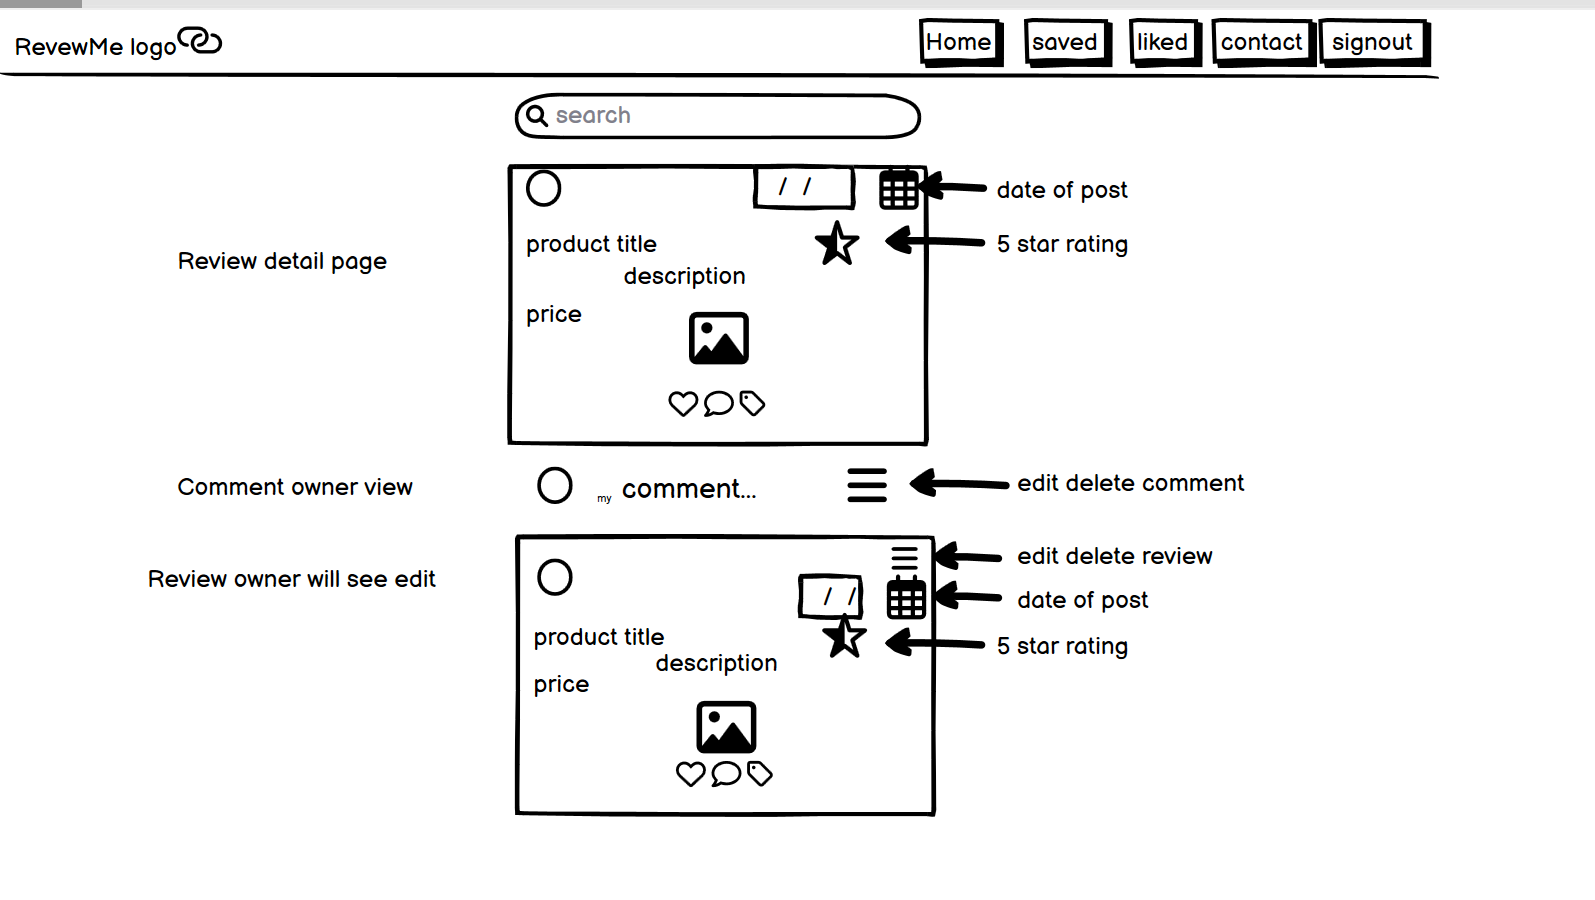 RevewMe logo
Home saved liked contact signout
search
/ /
date of post
product title
5 star rating
Review detail page
description
price
Comment owner view
my comment...
edit delete comment
edit delete review
Review owner will see edit
/ /
date of post
product title
5 star rating
description
price